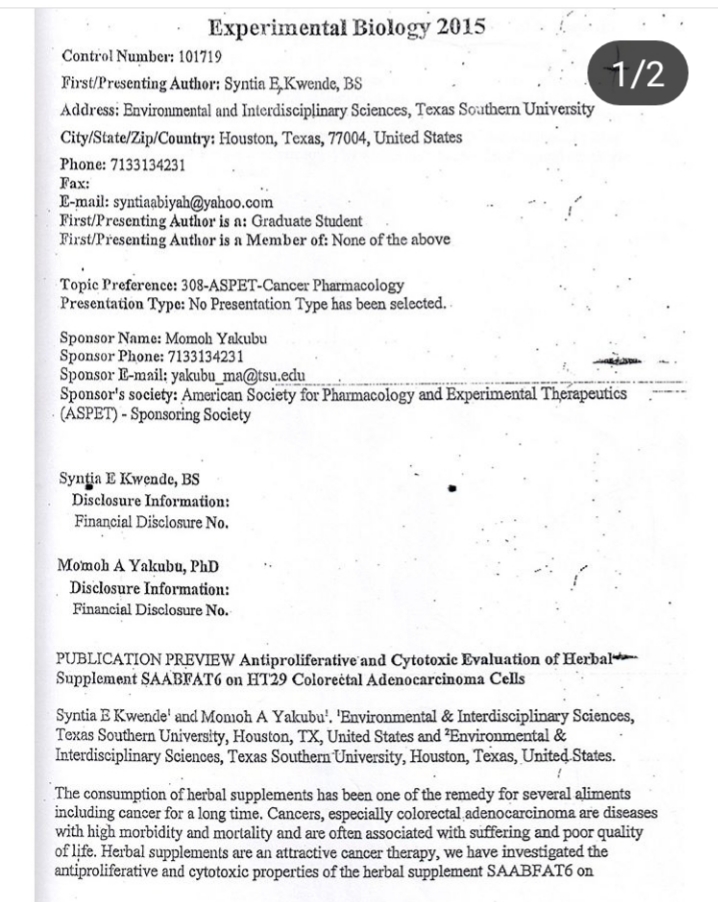 Experimental Biology 2015
1/2
Control Number: 101719
First/Presenting Author: Syntia E Kwende, BS
Address: Environmental and Interdisciplinary Sciences, Texas Southern University
City/State/Zip/Country: Houston, Texas, 77004, United States
Phone: 7133134231
Fax:
E-mail: syntiaabiyah@yahoo.com
First/Presenting Author is a: Graduate Student
First/Presenting Author is a Member of: None of the above
Topic Preference: 308-ASPET-Cancer Pharmacology
Presentation Type: No Presentation Type has been selected.
Sponsor Name: Momoh Yakubu
Sponsor Phone: 7133134231
Sponsor E-mail: yakubu_ma@tsu.edu
Sponsor's society: American Society for Pharmacology and Experimental Therapeutics
(ASPET) - Sponsoring Society
Syntia E Kwende, BS
Disclosure Information:
Financial Disclosure No.
Momoh A Yakubu, PhD
Disclosure Information:
Financial Disclosure No.
PUBLICATION PREVIEW Antiproliferative and Cytotoxic Evaluation of Herbal
Supplement SAABFAT6 on HT29 Colorectal Adenocarcinoma Cells
Syntia E Kwende¹ and Momoh A Yakubu¹. ¹Environmental & Interdisciplinary Sciences,
Texas Southern University, Houston, TX, United States and ²Environmental &
Interdisciplinary Sciences, Texas Southern University, Houston, Texas, United States.
The consumption of herbal supplements has been one of the remedy for several aliments
including cancer for a long time. Cancers, especially colorectal adenocarcinoma are diseases
with high morbidity and mortality and are often associated with suffering and poor quality
of life. Herbal supplements are an attractive cancer therapy, we have investigated the
antiproliferative and cytotoxic properties of the herbal supplement SAABFAT6 on